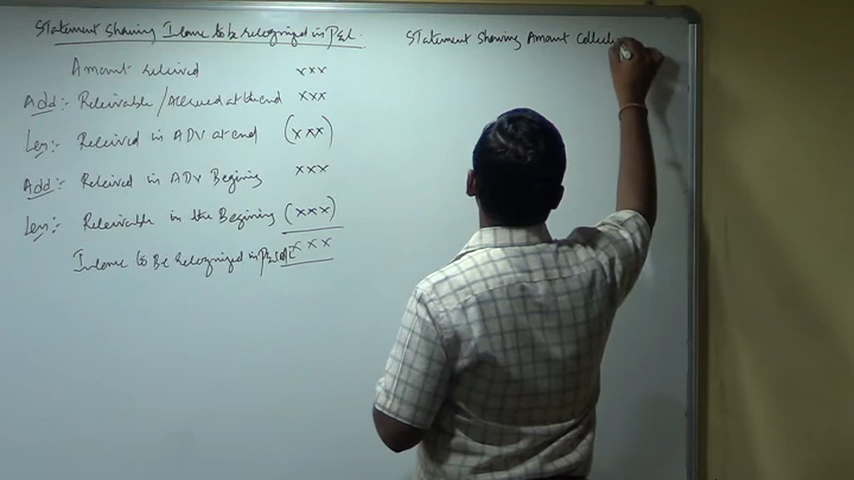 Statement Showing Income to be recognized in P&L
Amount received xxx
Add:- Receivable/Accrued at the end xxx
Less:- Received in ADV at end (xxx)
Add:- Received in ADV Begining xxx
Less:- Receivable in the Begining (xxx)
Income to Be recognized in P&L xxx
Statement Showing Amount Collec